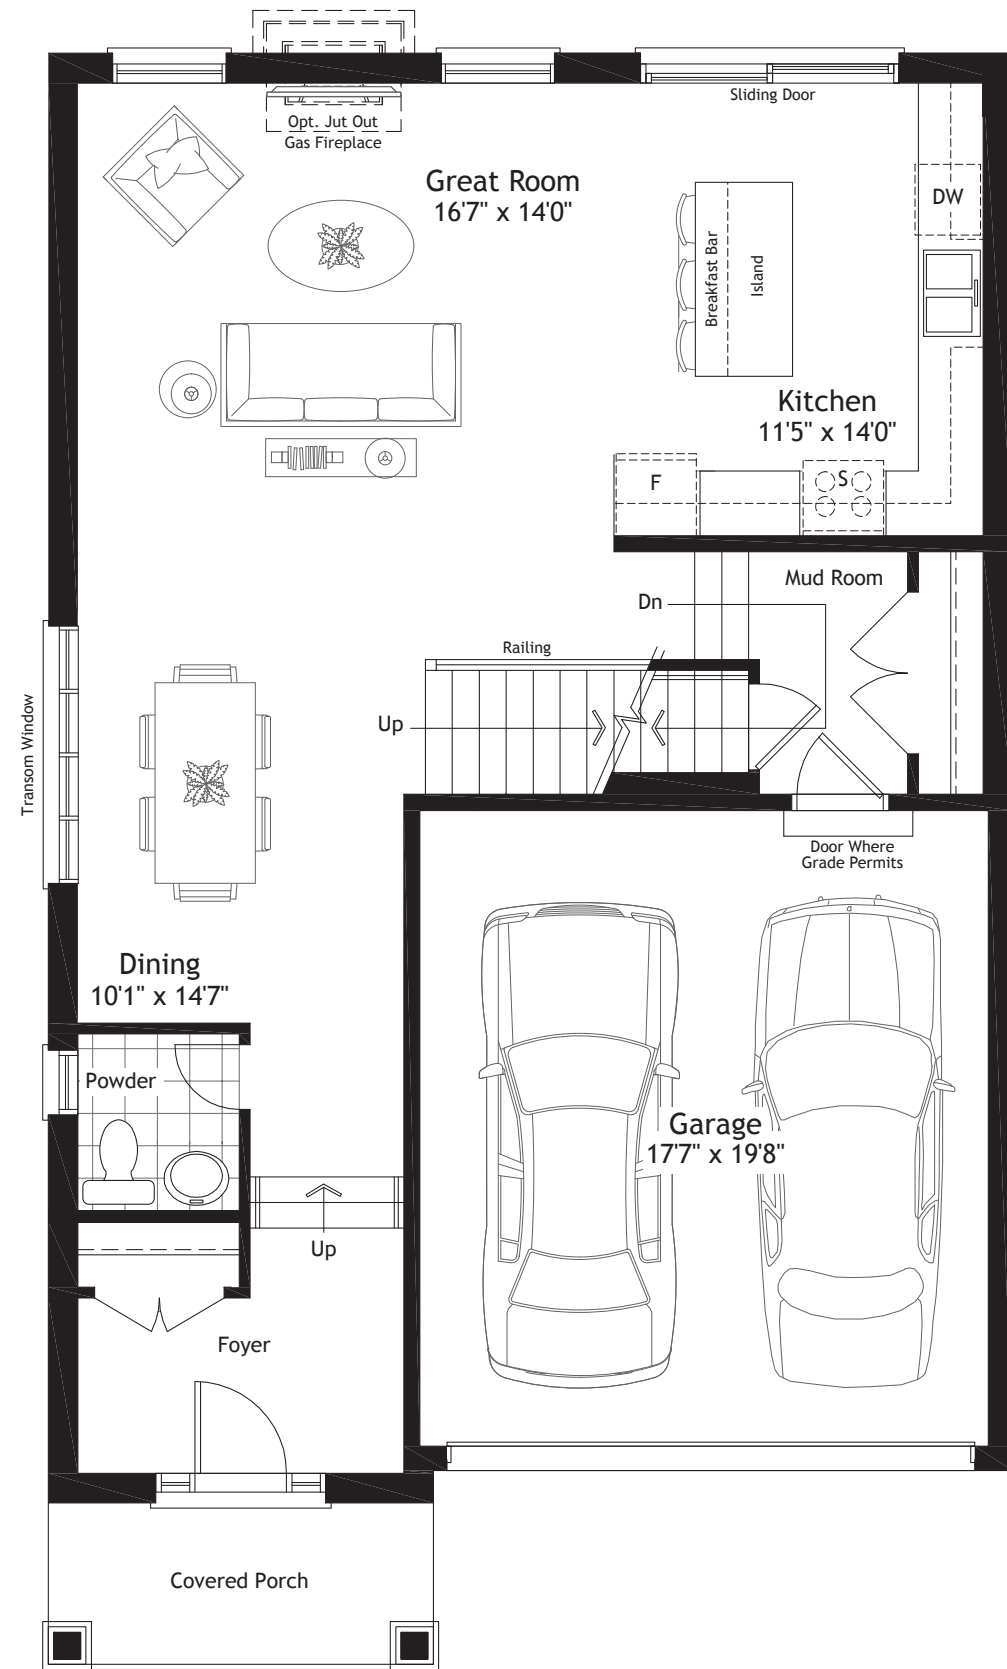 Sliding Door
Opt. Jut Out
Gas Fireplace
Great Room
16'7" x 14'0"
DW
Breakfast Bar
Island
Kitchen
11'5" x 14'0"
F
S
Mud Room
Dn
Railing
Up
Transom Window
Door Where
Grade Permits
Dining
10'1" x 14'7"
Powder
Garage
17'7" x 19'8"
Up
Foyer
Covered Porch